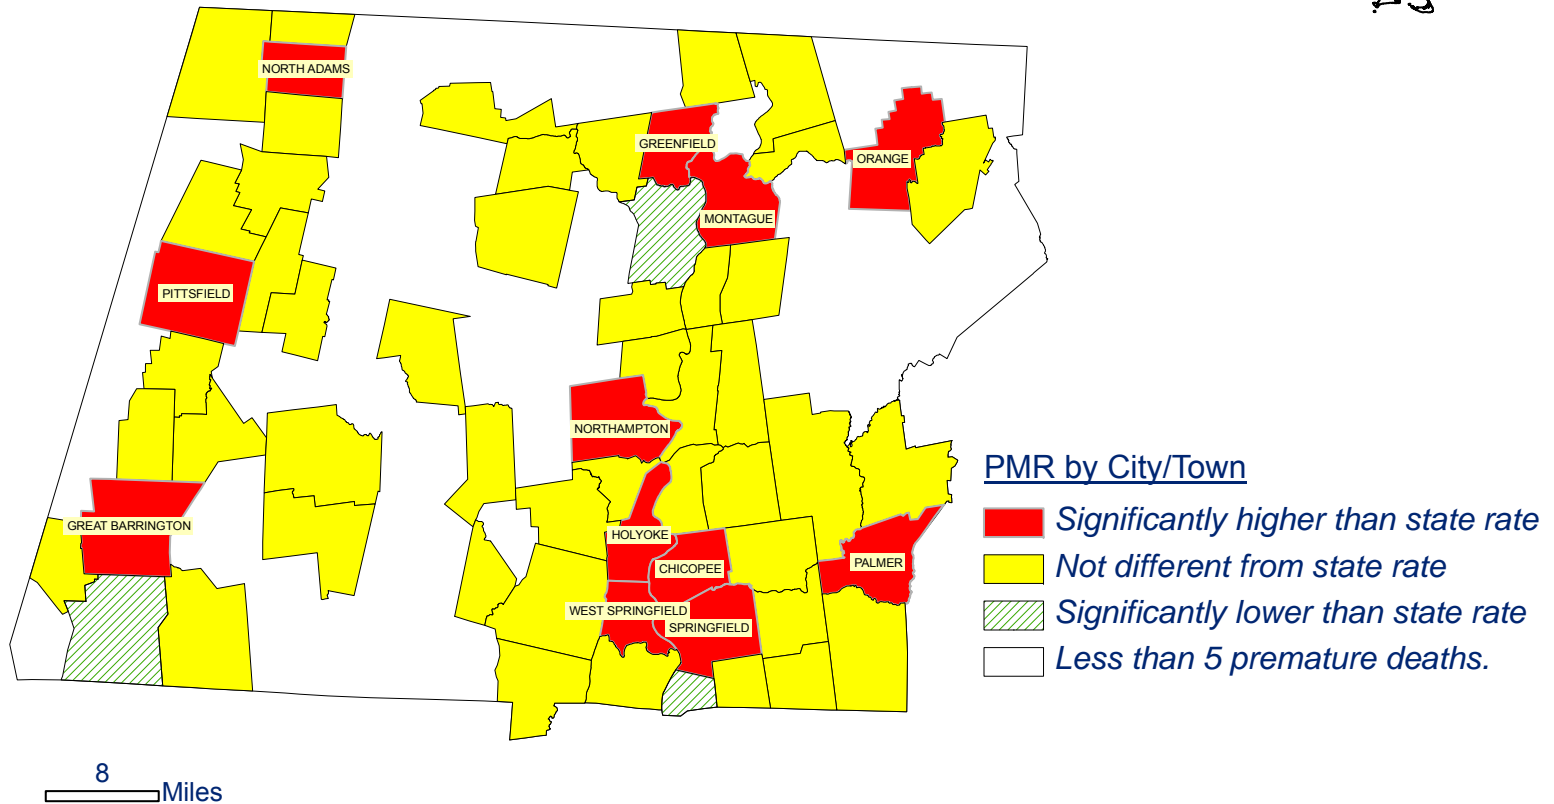 NORTH ADAMS
GREENFIELD
ORANGE
MONTAGUE
PITTSFIELD
NORTHAMPTON
PMR by City/Town
Significantly higher than state rate
GREAT BARRINGTON
HOLYOKE
PALMER
CHICOPEE
Not different from state rate
WEST SPRINGFIELD
Significantly lower than state rate
SPRINGFIELD
Less than 5 premature deaths.
8
Miles